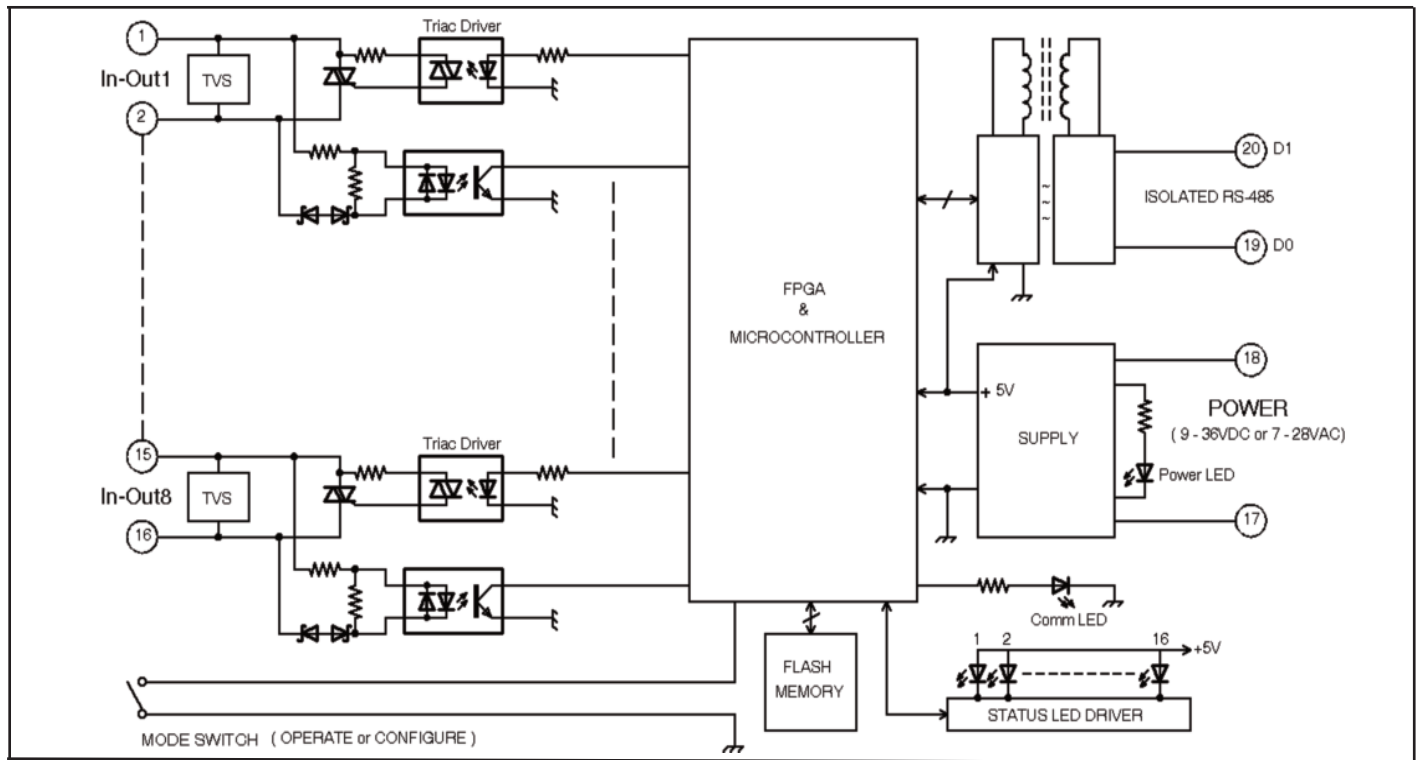 Triac Driver
1
In-Out1
TVS
2
20
D1
ISOLATED RS-485
~
~
~
19
D0
FPGA
&
MICROCONTROLLER
18
+ 5V
POWER
( 9 - 36VDC or 7 - 28VAC)
SUPPLY
Power LED
17
Triac Driver
15
In-Out8
TVS
16
Comm LED
1 2 16
+5V
FLASH
MEMORY
STATUS LED DRIVER
MODE SWITCH ( OPERATE or CONFIGURE )